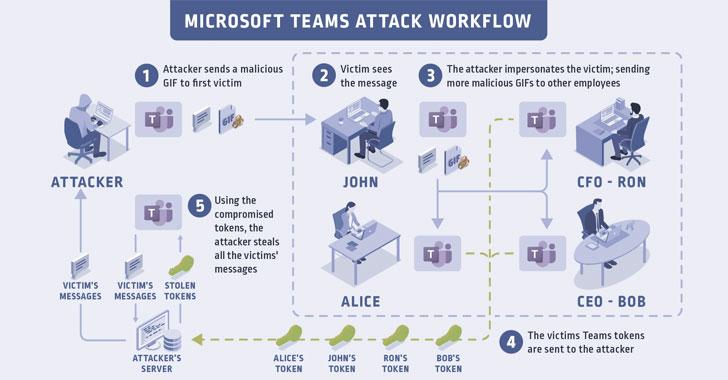 MICROSOFT TEAMS ATTACK WORKFLOW
1
Attacker sends a malicious
GIF to first victim
2
Victim sees
the message
3
The attacker impersonates the victim; sending
more malicious GIFs to other employees
T
GIF
ATTACKER
JOHN
T
GIF
T
CFO - RON
5
Using the
compromised
tokens, the
attacker steals
all the victims'
messages
T
ALICE
T
T
CEO - BOB
VICTIM'S
MESSAGES
VICTIM'S
MESSAGES
STOLEN
TOKENS
ATTACKER'S
SERVER
ALICE'S
TOKEN
JOHN'S
TOKEN
RON'S
TOKEN
BOB'S
TOKEN
4
The victims Teams tokens
are sent to the attacker